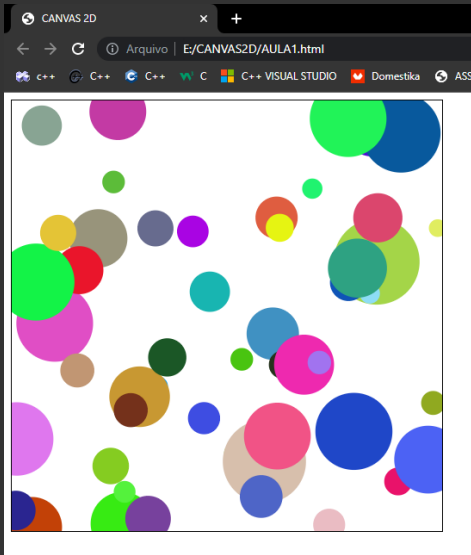 CANVAS 2D
Arquivo | E:/CANVAS2D/AULA1.html
c++ C++ C++ C C++ VISUAL STUDIO Domestika ASS